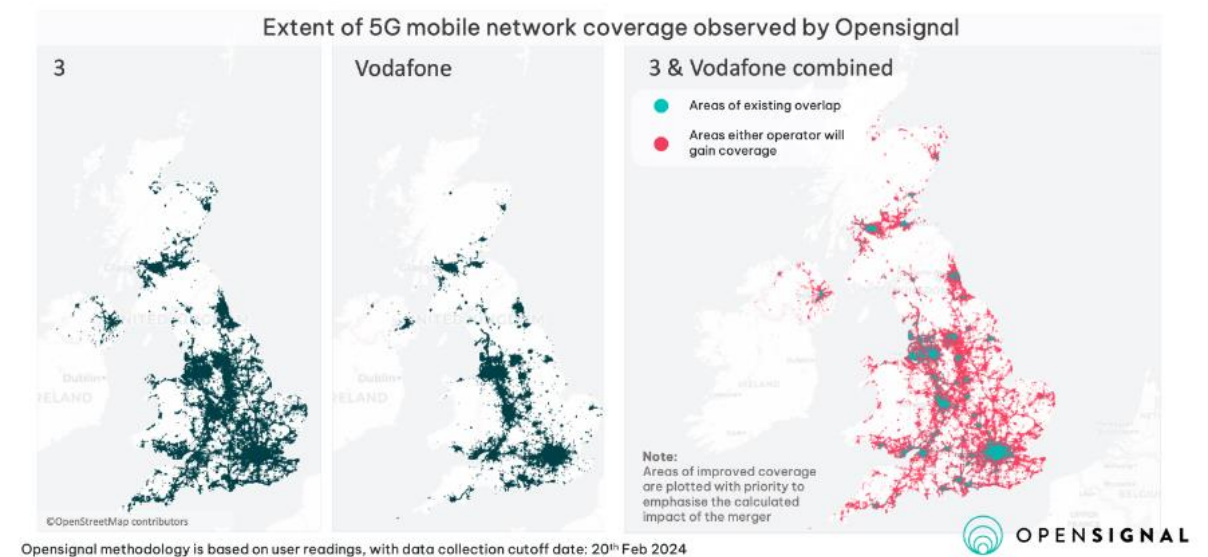 Extent of 5G mobile network coverage observed by Opensignal
3
Vodafone
3 & Vodafone combined
Areas of existing overlap
Areas either operator will
gain coverage
Dublin
Dublin
IRELAND
Note:
Areas of improved coverage
are plotted with priority to
emphasise the calculated
impact of the merger
©OpenStreetMap contributors
OPENSIGNAL
Opensignal methodology is based on user readings, with data collection cutoff date: 20th Feb 2024